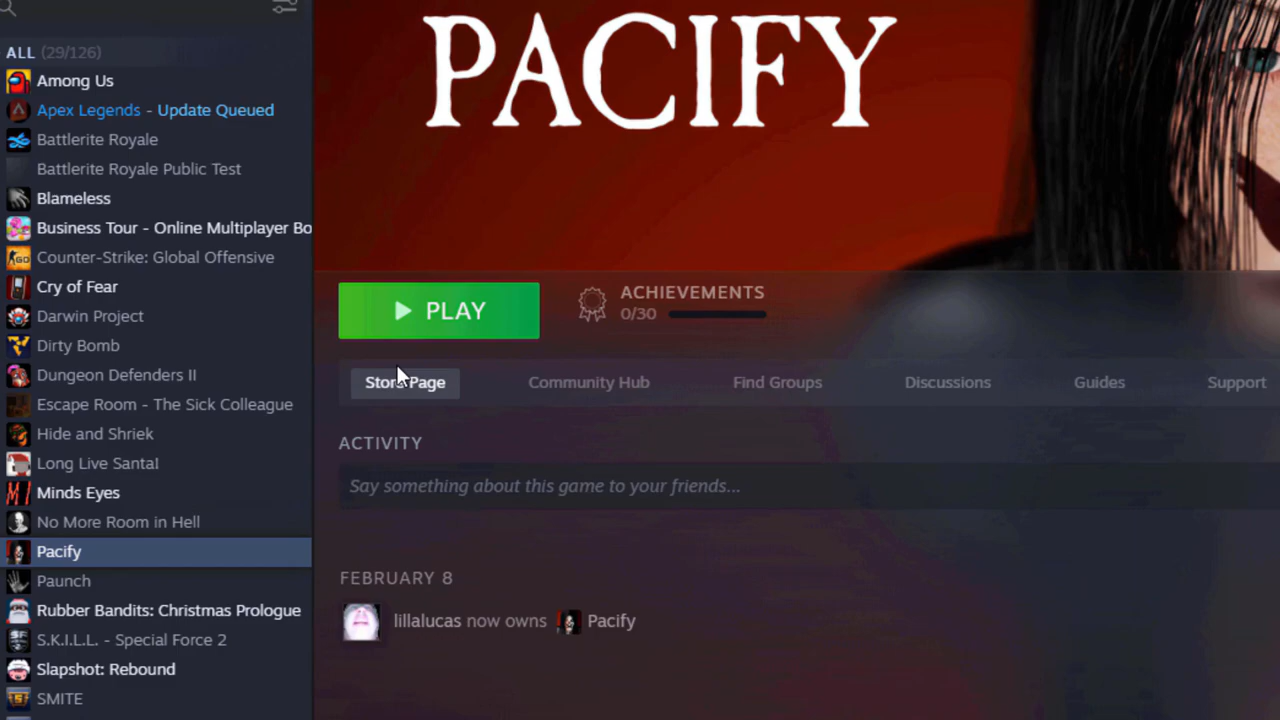 ALL (29/126)
Among Us
Apex Legends - Update Queued
Battlerite Royale
Battlerite Royale Public Test
Blameless
Business Tour - Online Multiplayer Bo
Counter-Strike: Global Offensive
Cry of Fear
Darwin Project
Dirty Bomb
Dungeon Defenders II
Escape Room - The Sick Colleague
Hide and Shriek
Long Live Santa!
Minds Eyes
No More Room in Hell
Pacify
Paunch
Rubber Bandits: Christmas Prologue
S.K.I.L.L. - Special Force 2
Slapshot: Rebound
SMITE
PACIFY
PLAY
ACHIEVEMENTS
0/30
Store Page Community Hub Find Groups Discussions Guides Support
ACTIVITY
Say something about this game to your friends...
FEBRUARY 8
lillalucas now owns Pacify